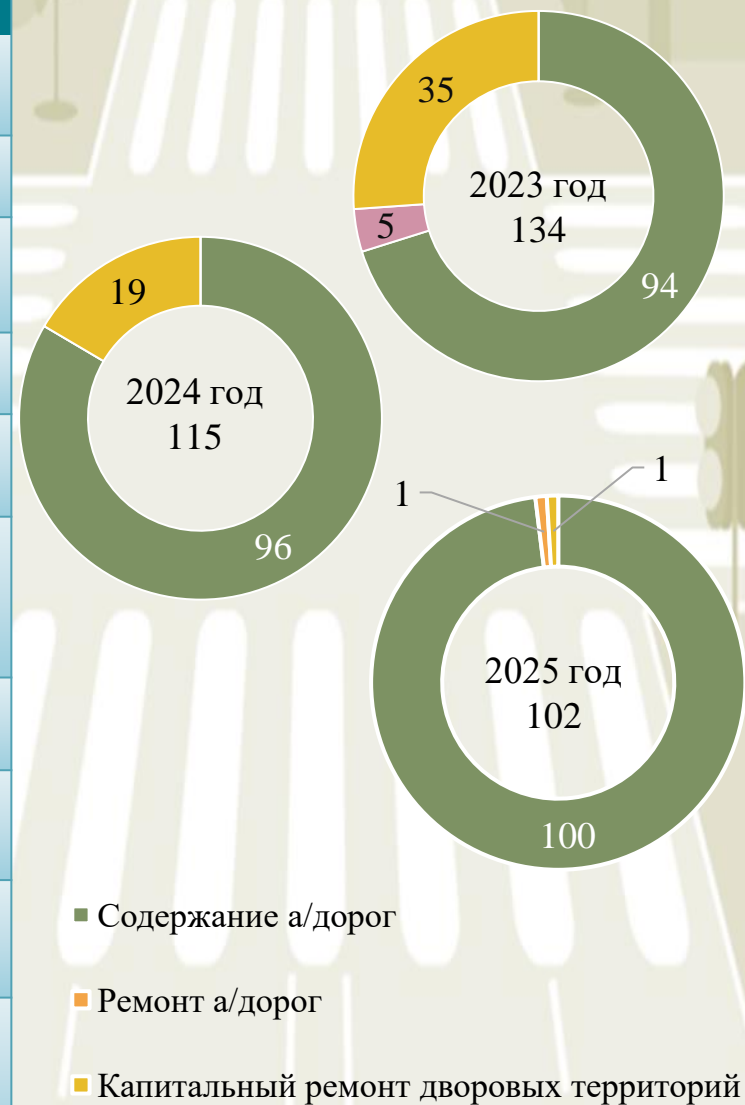 35
2023 год
134
5
94
19
2024 год
115
96
1
1
2025 год
102
100
Содержание а/дорог
Ремонт а/дорог
Капитальный ремонт дворовых территорий